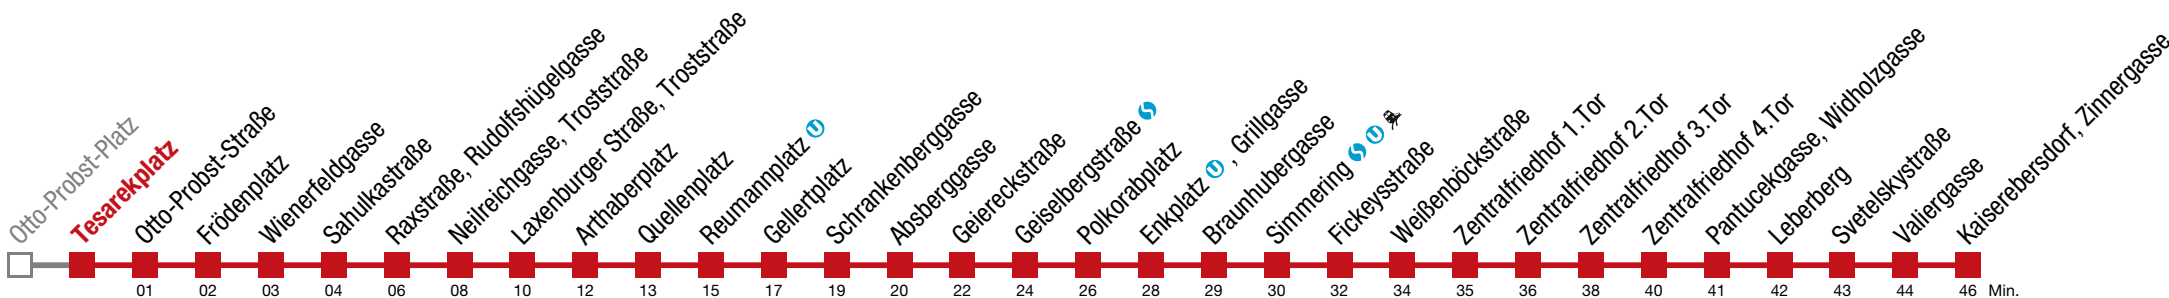 Otto-Probst-Platz
Tesarekplatz
Otto-Probst-Straße
Frödenplatz
Wienerfeldgasse
Sahulkastraße
Raxstraße, Rudolfshügelgasse
Neilreichgasse, Troststraße
Laxenburger Straße, Troststraße
Arthaberplatz
Quellenplatz
Reumannplatz U
Gellertplatz
Schrankenberggasse
Absberggasse
Geiereckstraße
Geiselbergstraße S
Polkorabplatz
Enkplatz U , Grillgasse
Braunhubergasse
Simmering S U
Fickeysstraße
Weißenböckstraße
Zentralfriedhof 1.Tor
Zentralfriedhof 2.Tor
Zentralfriedhof 3.Tor
Zentralfriedhof 4.Tor
Pantucekgasse, Widholzgasse
Leberberg
Svetelskystraße
Valiergasse
Kaiserebersdorf, Zinnergasse
01 02 03 04 06 08 10 12 13 15 17 19 20 22 24 26 28 29 30 32 34 35 36 38 40 41 42 43 44 46 Min.